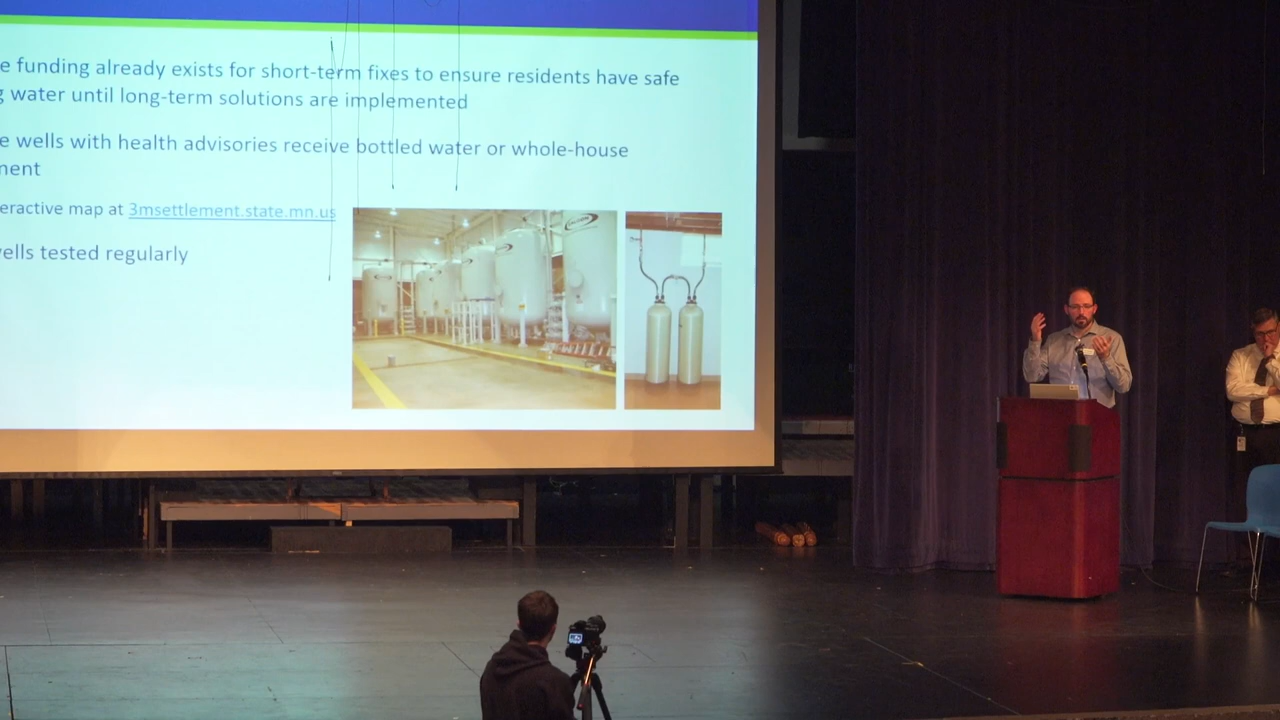 e funding already exists for short-term fixes to ensure residents have safe
g water until long-term solutions are implemented
e wells with health advisories receive bottled water or whole-house
ment
eractive map at 3msettlement.state.mn.us
ells tested regularly